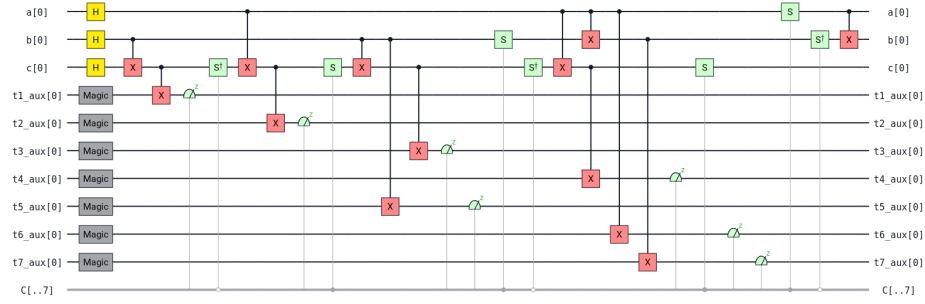 a[0] H S a[0]
b[0] H S X S† X b[0]
c[0] H X S† X S X S† X S c[0]
t1_aux[0] Magic X z t1_aux[0]
t2_aux[0] Magic X z t2_aux[0]
t3_aux[0] Magic X z t3_aux[0]
t4_aux[0] Magic X z t4_aux[0]
t5_aux[0] Magic X z t5_aux[0]
t6_aux[0] Magic X z t6_aux[0]
t7_aux[0] Magic X z t7_aux[0]
C[..7] C[..7]